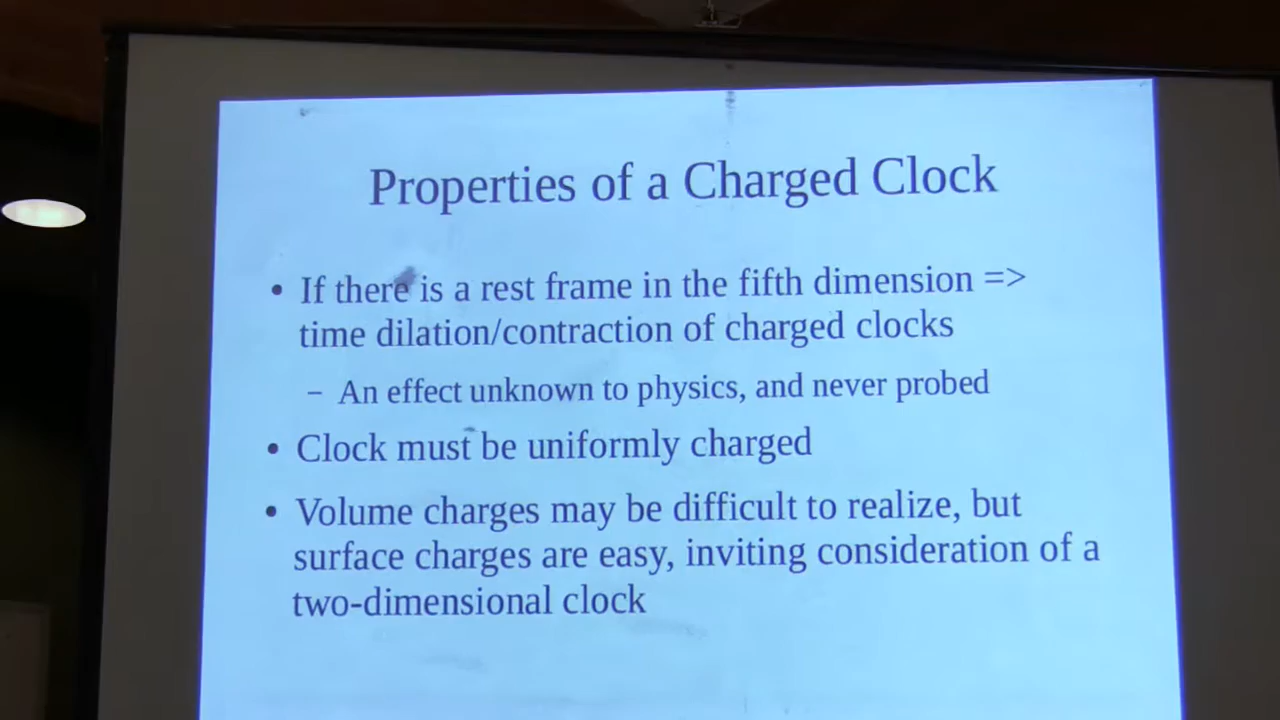 Properties of a Charged Clock
• If there is a rest frame in the fifth dimension =>
time dilation/contraction of charged clocks
– An effect unknown to physics, and never probed
• Clock must be uniformly charged
• Volume charges may be difficult to realize, but
surface charges are easy, inviting consideration of a
two-dimensional clock